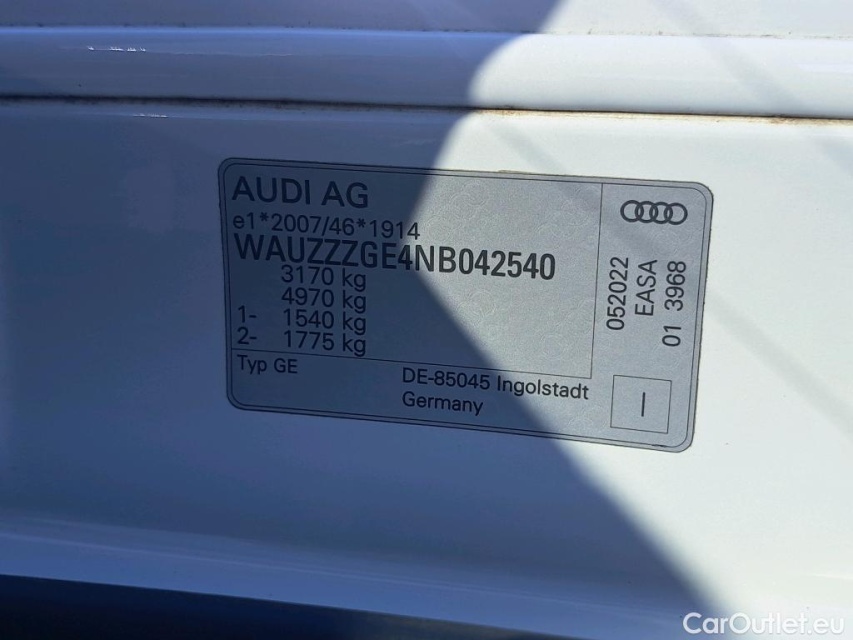 AUDI AG
e1*2007/46*1914
WAUZZZGE4NB042540
3170 kg
4970 kg
1- 1540 kg
2- 1775 kg
Typ GE
DE-85045 Ingolstadt
Germany
052022
EASA
01 3968
I
CarOutlet.eu